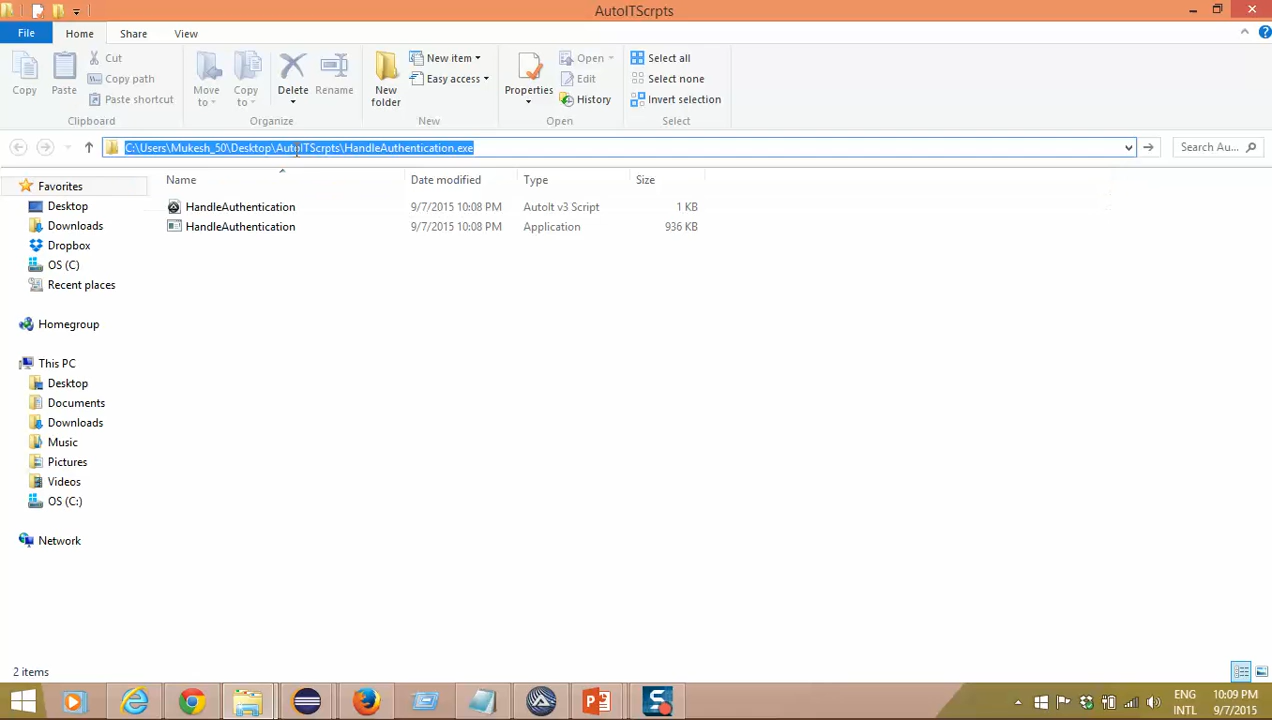 AutoITScrpts
File Home Share View
Copy
Paste
Cut
Copy path
Paste shortcut
Clipboard
Move to
Copy to
Delete
Rename
Organize
New folder
New item
Easy access
New
Properties
Open
Edit
History
Open
Select all
Select none
Invert selection
Select
C:\Users\Mukesh_50\Desktop\AutoITScrpts\HandleAuthentication.exe
Search Au...
Name Date modified Type Size
HandleAuthentication 9/7/2015 10:08 PM AutoIt v3 Script 1 KB
HandleAuthentication 9/7/2015 10:08 PM Application 936 KB
Favorites
Desktop
Downloads
Dropbox
OS (C)
Recent places
Homegroup
This PC
Desktop
Documents
Downloads
Music
Pictures
Videos
OS (C:)
Network
2 items
ENG 10:09 PM
INTL 9/7/2015